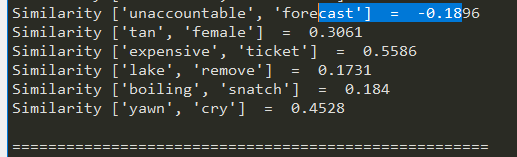 Similarity ['unaccountable', 'forecast']  =  -0.1896
Similarity ['tan', 'female']  =  0.3061
Similarity ['expensive', 'ticket']  =  0.5586
Similarity ['lake', 'remove']  =  0.1731
Similarity ['boiling', 'snatch']  =  0.184
Similarity ['yawn', 'cry']  =  0.4528
=====================================================